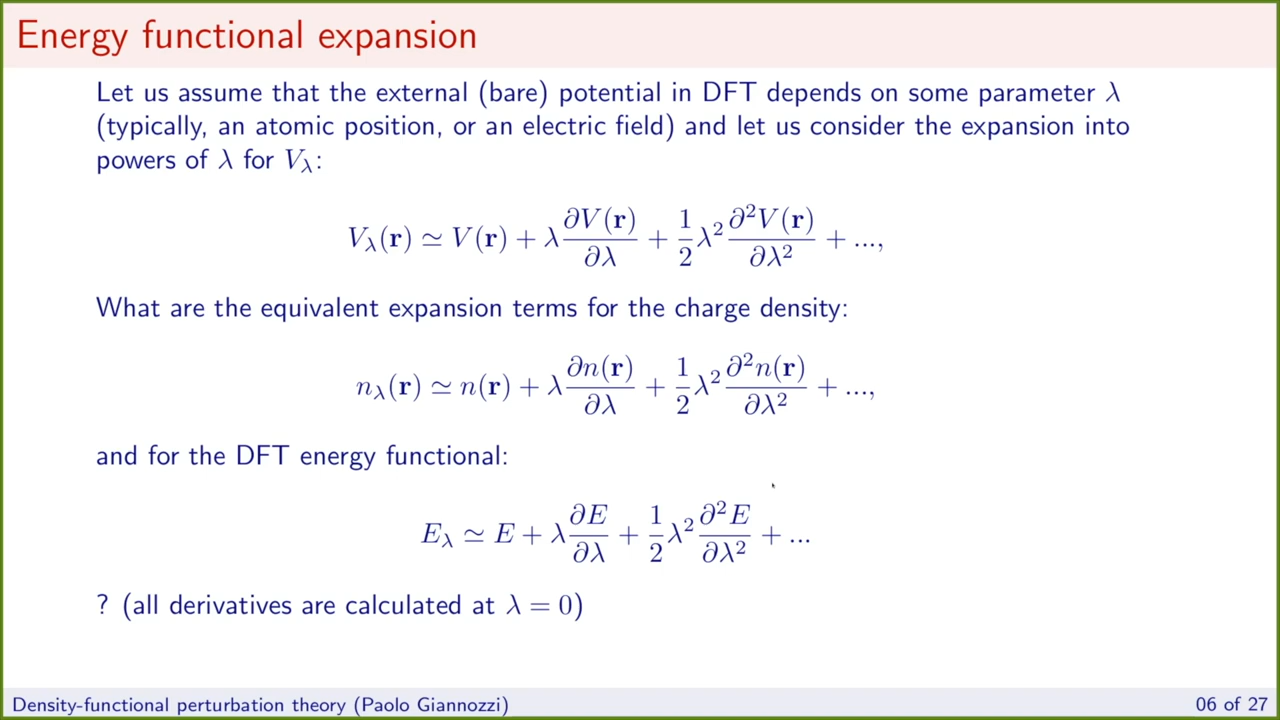 Energy functional expansion
Let us assume that the external (bare) potential in DFT depends on some parameter λ
(typically, an atomic position, or an electric field) and let us consider the expansion into
powers of λ for V_λ:
V_λ(r) ≃ V(r) + λ ∂V(r)/∂λ + 1/2 λ² ∂²V(r)/∂λ² + ...,
What are the equivalent expansion terms for the charge density:
n_λ(r) ≃ n(r) + λ ∂n(r)/∂λ + 1/2 λ² ∂²n(r)/∂λ² + ...,
and for the DFT energy functional:
E_λ ≃ E + λ ∂E/∂λ + 1/2 λ² ∂²E/∂λ² + ...
? (all derivatives are calculated at λ = 0)
Density-functional perturbation theory (Paolo Giannozzi) 06 of 27